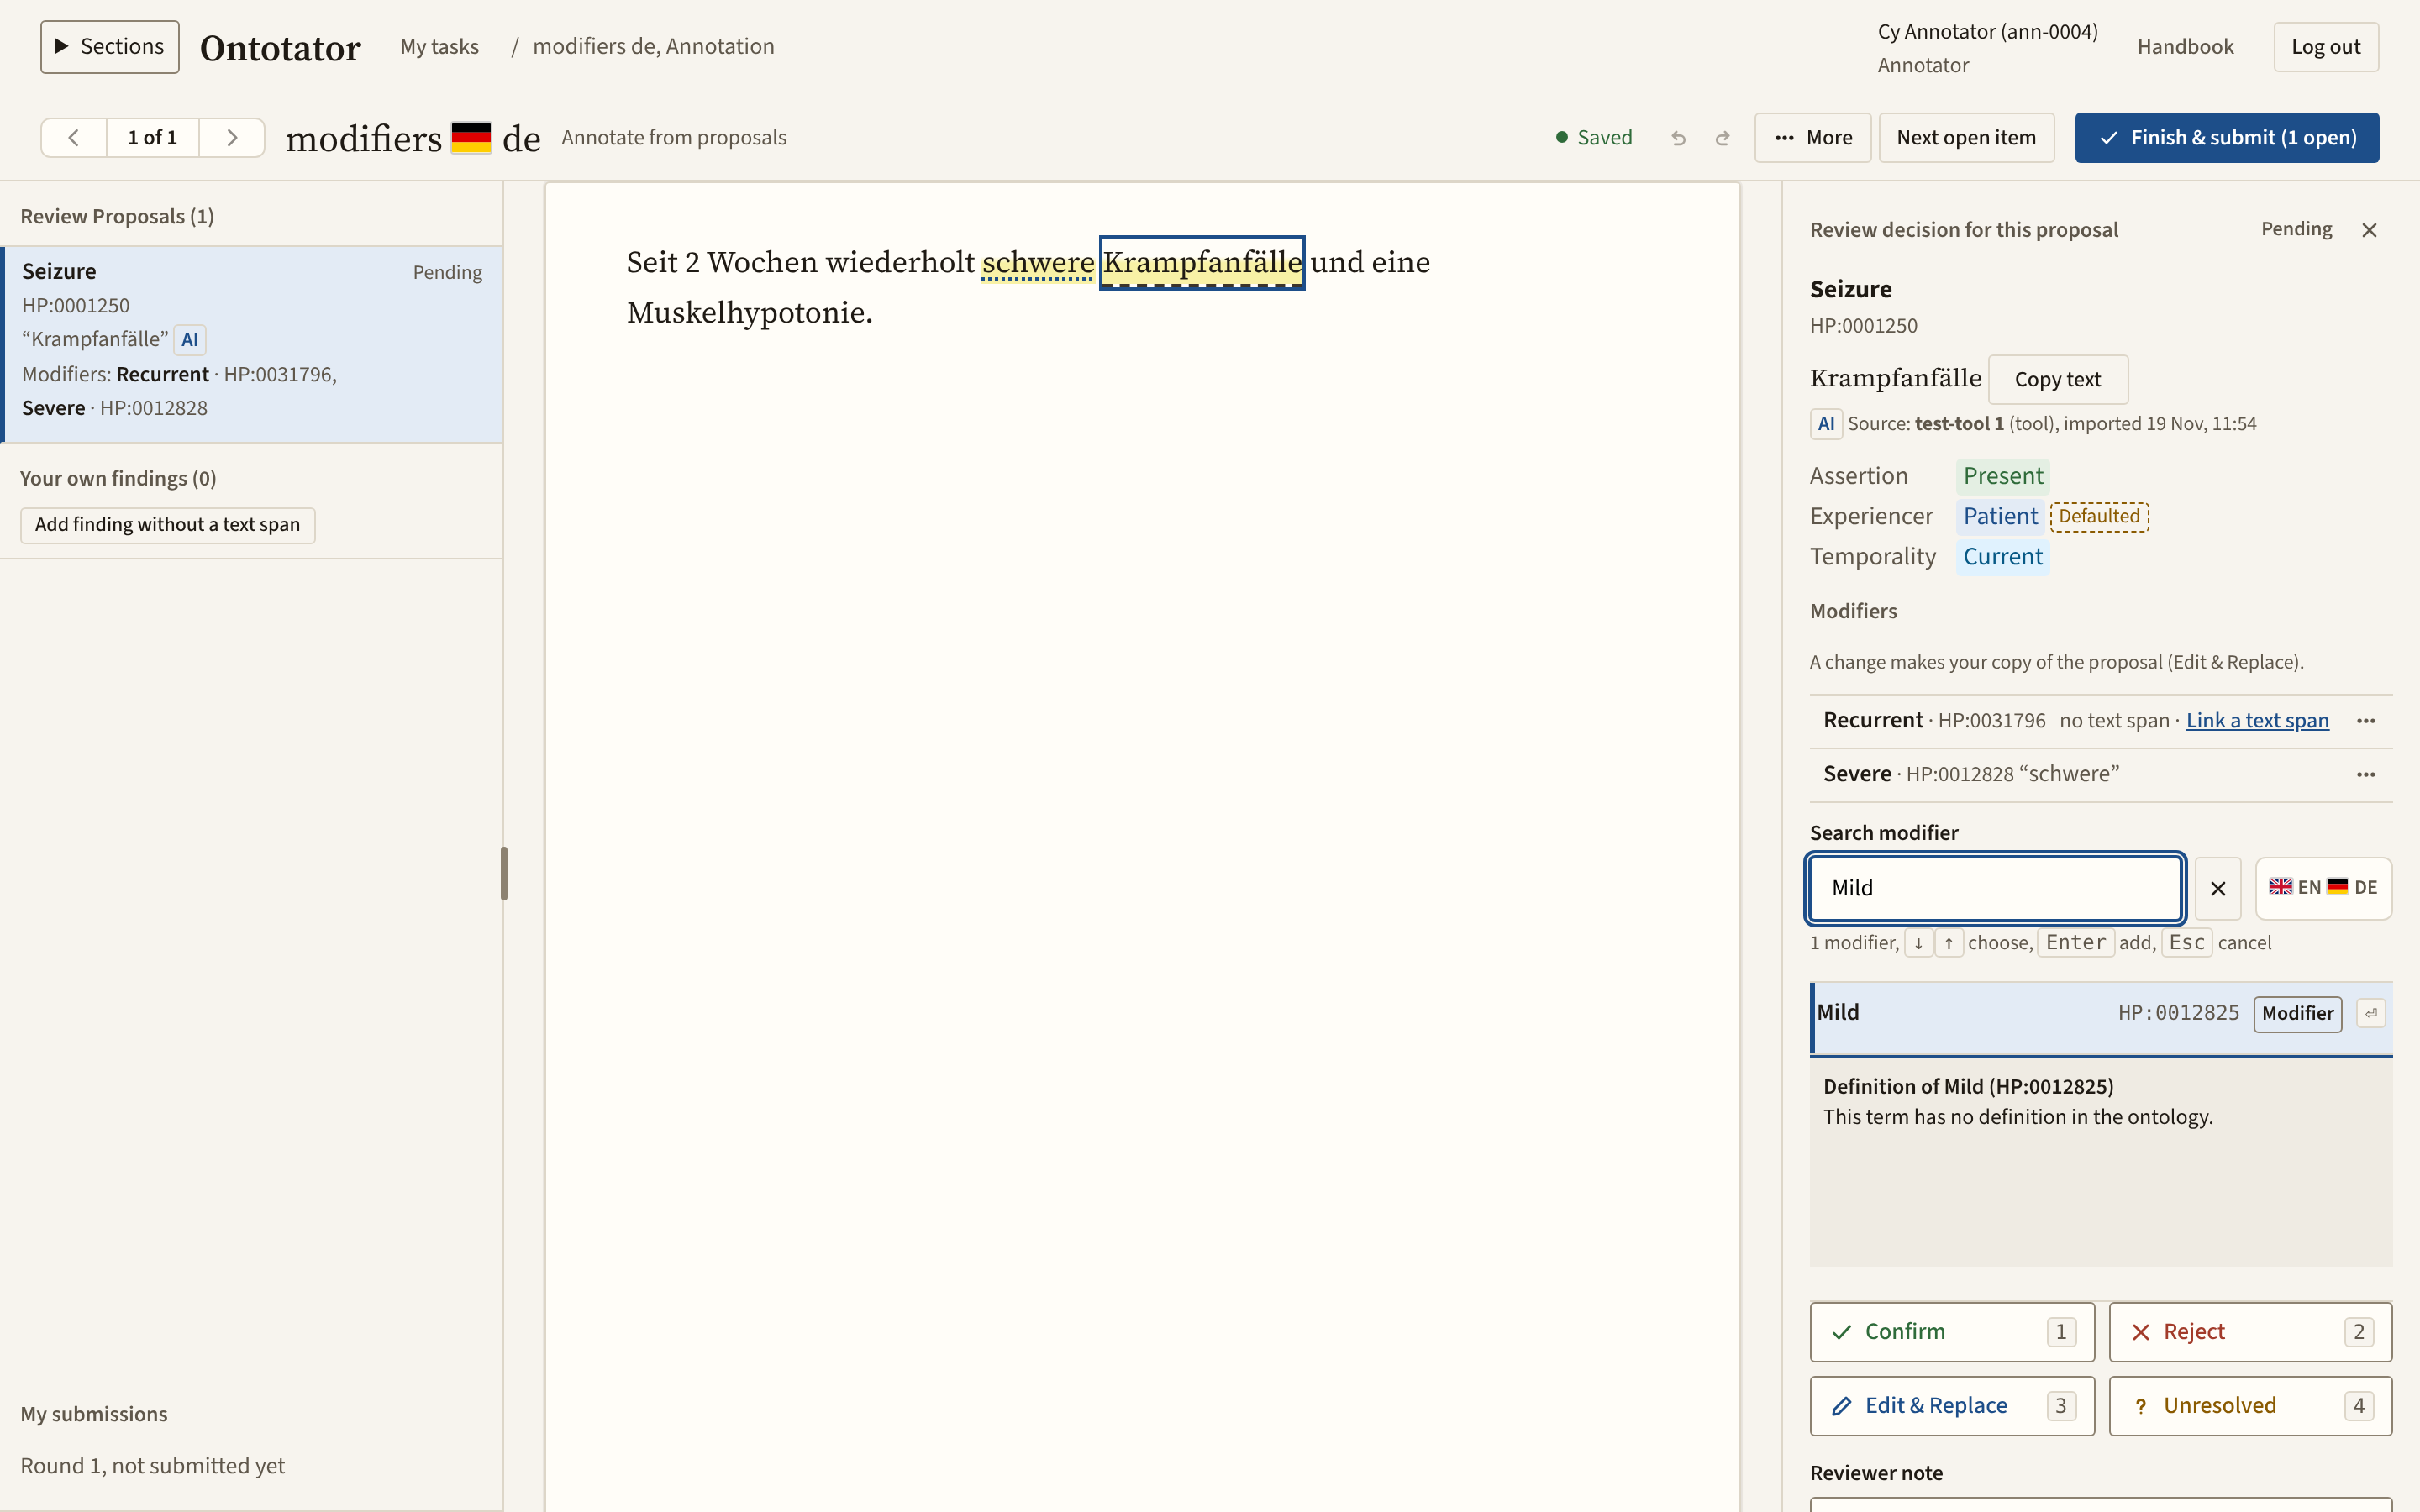 Sections
Ontotator
My tasks / modifiers de, Annotation
Cy Annotator (ann-0004)
Annotator
Handbook
Log out
1 of 1
modifiers de
Annotate from proposals
Saved
More
Next open item
Finish & submit (1 open)
Review Proposals (1)
Seizure Pending
HP:0001250
“Krampfanfälle” AI
Modifiers: Recurrent · HP:0031796,
Severe · HP:0012828
Your own findings (0)
Add finding without a text span
My submissions
Round 1, not submitted yet
Seit 2 Wochen wiederholt schwere Krampfanfälle und eine
Muskelhypotonie.
Review decision for this proposal Pending
Seizure
HP:0001250
Krampfanfälle Copy text
AI Source: test-tool 1 (tool), imported 19 Nov, 11:54
Assertion Present
Experiencer Patient Defaulted
Temporality Current
Modifiers
A change makes your copy of the proposal (Edit & Replace).
Recurrent · HP:0031796 no text span · Link a text span
Severe · HP:0012828 “schwere”
Search modifier
Mild
EN DE
1 modifier, ↓ ↑ choose, Enter add, Esc cancel
Mild HP:0012825 Modifier ⏎
Definition of Mild (HP:0012825)
This term has no definition in the ontology.
Confirm 1
Reject 2
Edit & Replace 3
? Unresolved 4
Reviewer note